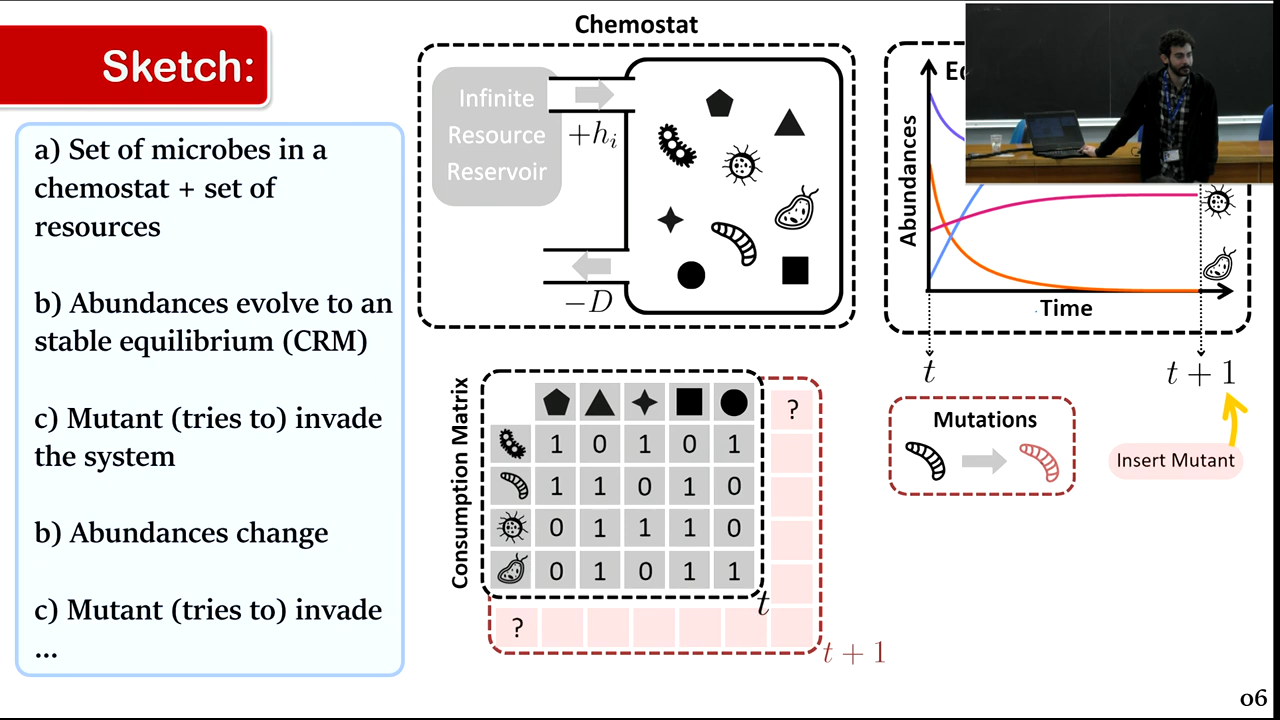 Sketch:
a) Set of microbes in a
chemostat + set of
resources
b) Abundances evolve to an
stable equilibrium (CRM)
c) Mutant (tries to) invade
the system
b) Abundances change
c) Mutant (tries to) invade
...
Chemostat
Infinite
Resource
Reservoir
+h_i
−D
Abundances
Time
t
t + 1
Mutations
Insert Mutant
Consumption Matrix
?
1 0 1 0 1
1 1 0 1 0
0 1 1 1 0
0 1 0 1 1
t
?
t + 1
06